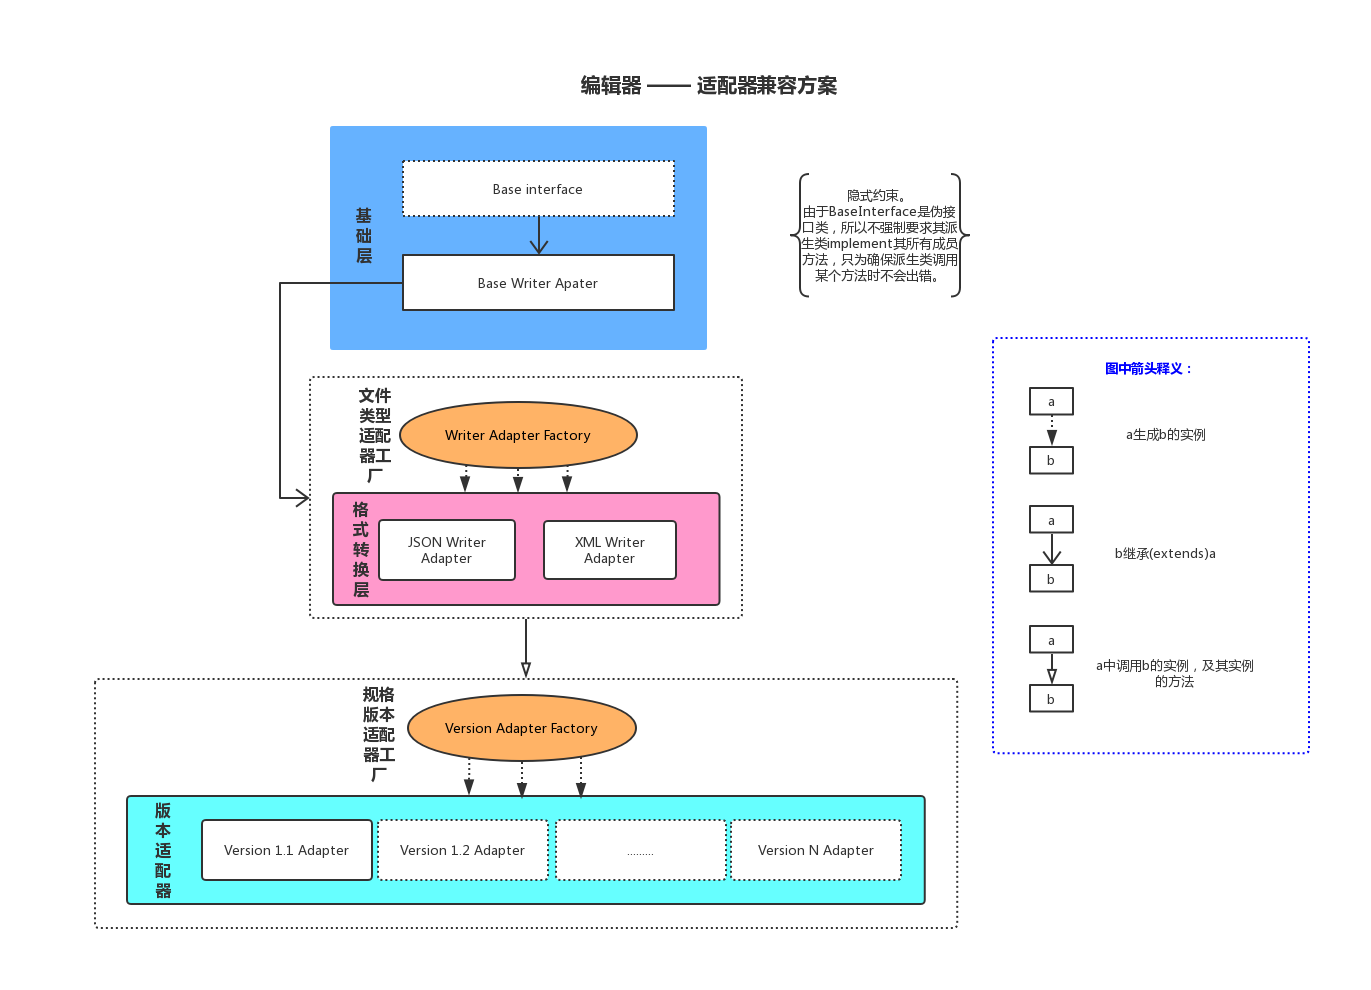 编辑器 —— 适配器兼容方案
基
础
层
Base interface
Base Writer Apater
隐式约束。
由于BaseInterface是伪接
口类，所以不强制要求其派
生类implement其所有成员
方法，只为确保派生类调用
某个方法时不会出错。
文件
类型
适配
器工
厂
Writer Adapter Factory
格
式
转
换
层
JSON Writer
Adapter
XML Writer
Adapter
规格
版本
适配
器工
厂
Version Adapter Factory
版
本
适
配
器
Version 1.1 Adapter
Version 1.2 Adapter
.........
Version N Adapter
图中箭头释义：
a
b
a生成b的实例
a
b
b继承(extends)a
a
b
a中调用b的实例，及其实例
的方法